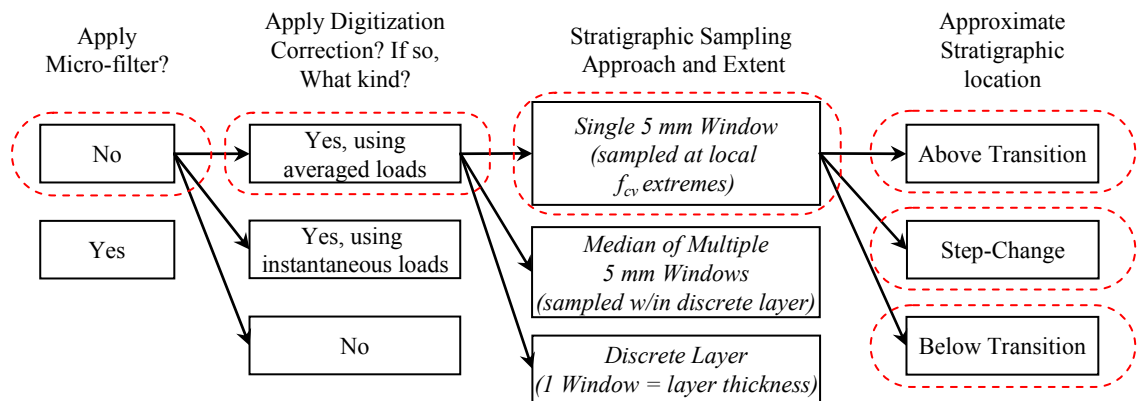 Apply
Micro-filter?
Apply Digitization
Correction? If so,
What kind?
Stratigraphic Sampling
Approach and Extent
Approximate
Stratigraphic
location
No
Yes
Yes, using
averaged loads
Yes, using
instantaneous loads
No
Single 5 mm Window
(sampled at local
fcv extremes)
Median of Multiple
5 mm Windows
(sampled w/in discrete layer)
Discrete Layer
(1 Window = layer thickness)
Above Transition
Step-Change
Below Transition